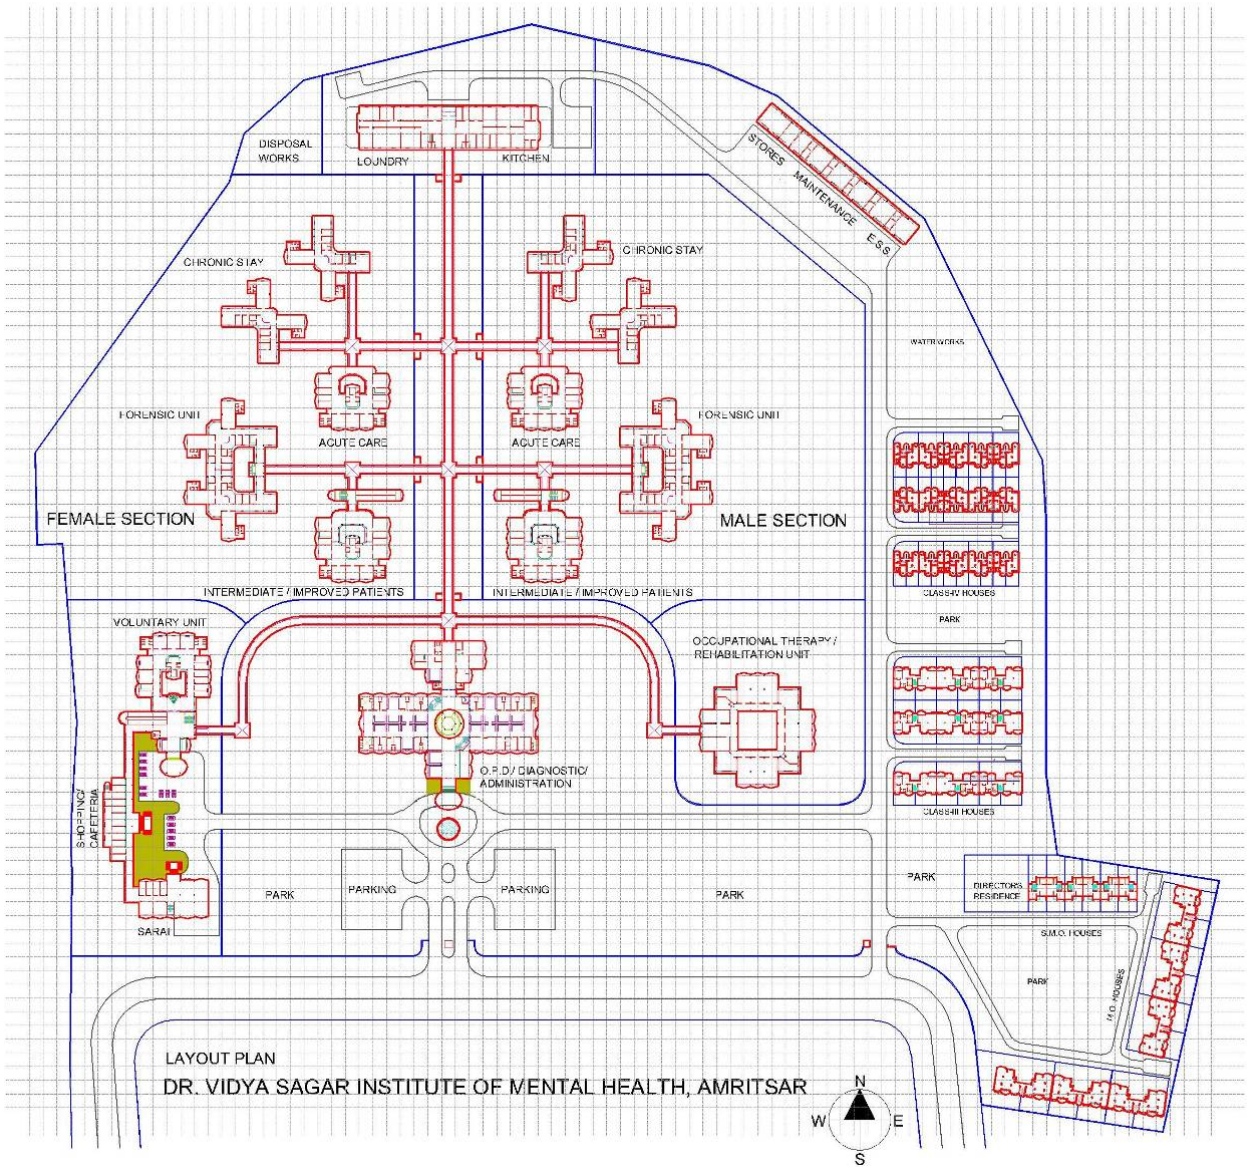 DISPOSAL
WORKS
LOUNDRY
KITCHEN
STORES MAINTENANCE E.S.S.
CHRONIC STAY
CHRONIC STAY
WATER WORKS
FORENSIC UNIT
FORENSIC UNIT
ACUTE CARE
ACUTE CARE
FEMALE SECTION
MALE SECTION
INTERMEDIATE / IMPROVED PATIENTS
INTERMEDIATE / IMPROVED PATIENTS
CLASS-IV HOUSES
PARK
VOLUNTARY UNIT
OCCUPATIONAL THERAPY /
REHABILITATION UNIT
O.P.D./ DIAGNOSTIC/
ADMINISTRATION
SHOPPING/
CAFETERIA
CLASS-III HOUSES
PARK
PARKING
PARKING
PARK
PARK
DIRECTOR'S
RESIDENCE
SARAI
S.M.O. HOUSES
PARK
M.O. HOUSES
LAYOUT PLAN
DR. VIDYA SAGAR INSTITUTE OF MENTAL HEALTH, AMRITSAR
N
W E
S